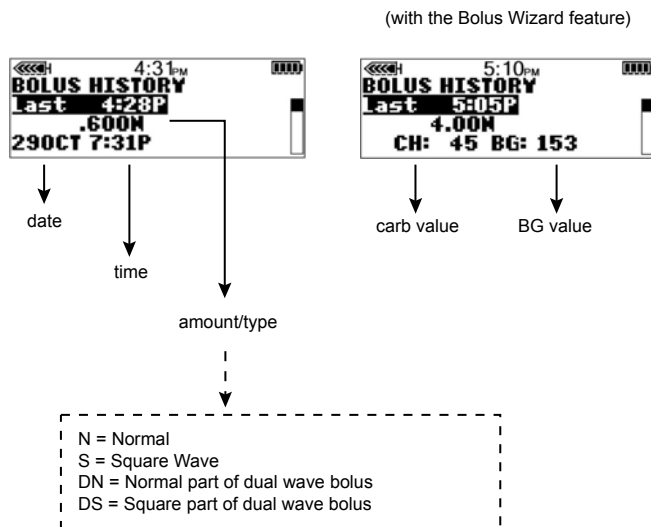 (with the Bolus Wizard feature)
4:31PM
BOLUS HISTORY
Last 4:28P
.600N
29OCT 7:31P
H
5:10PM
BOLUS HISTORY
Last 5:05P
4.00N
CH: 45 BG: 153
H
date
time
amount/type
carb value
BG value
N = Normal
S = Square Wave
DN = Normal part of dual wave bolus
DS = Square part of dual wave bolus